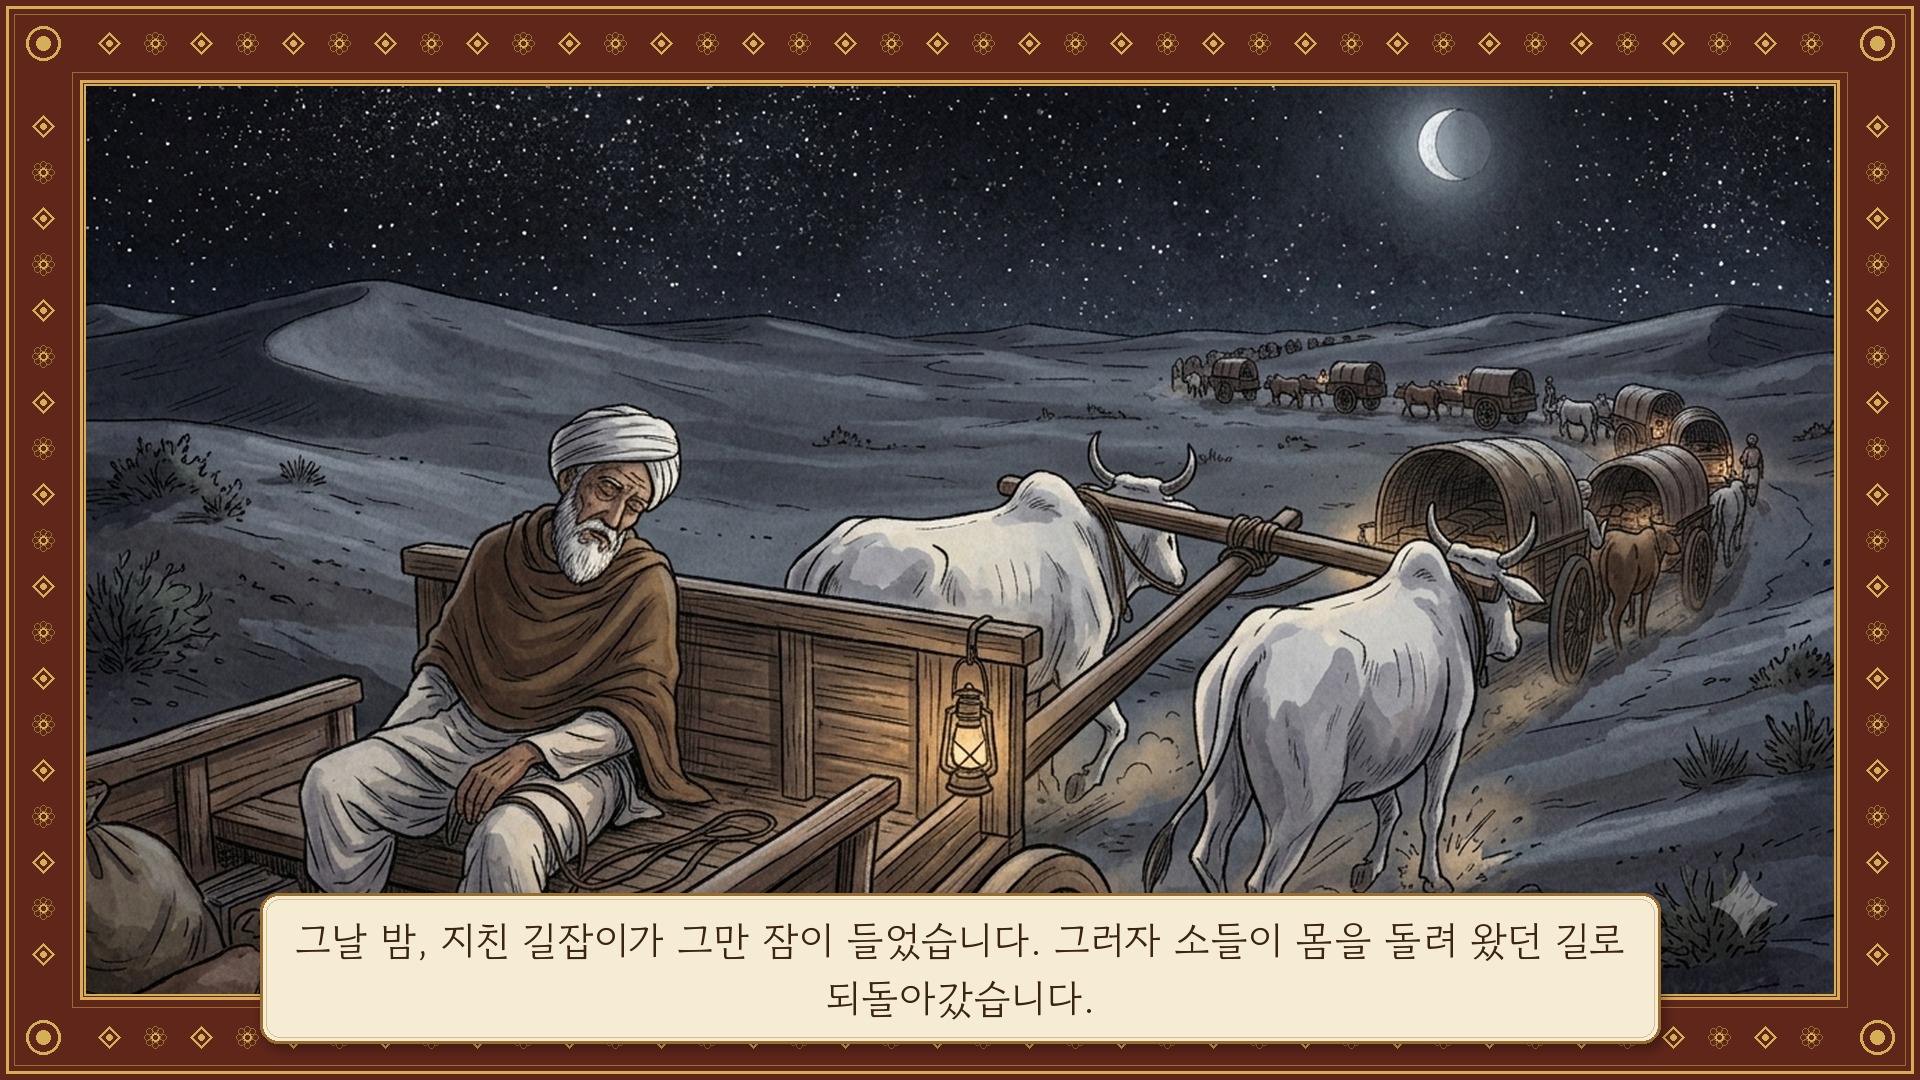 그날 밤, 지친 길잡이가 그만 잠이 들었습니다. 그러자 소들이 몸을 돌려 왔던 길로
되돌아갔습니다.